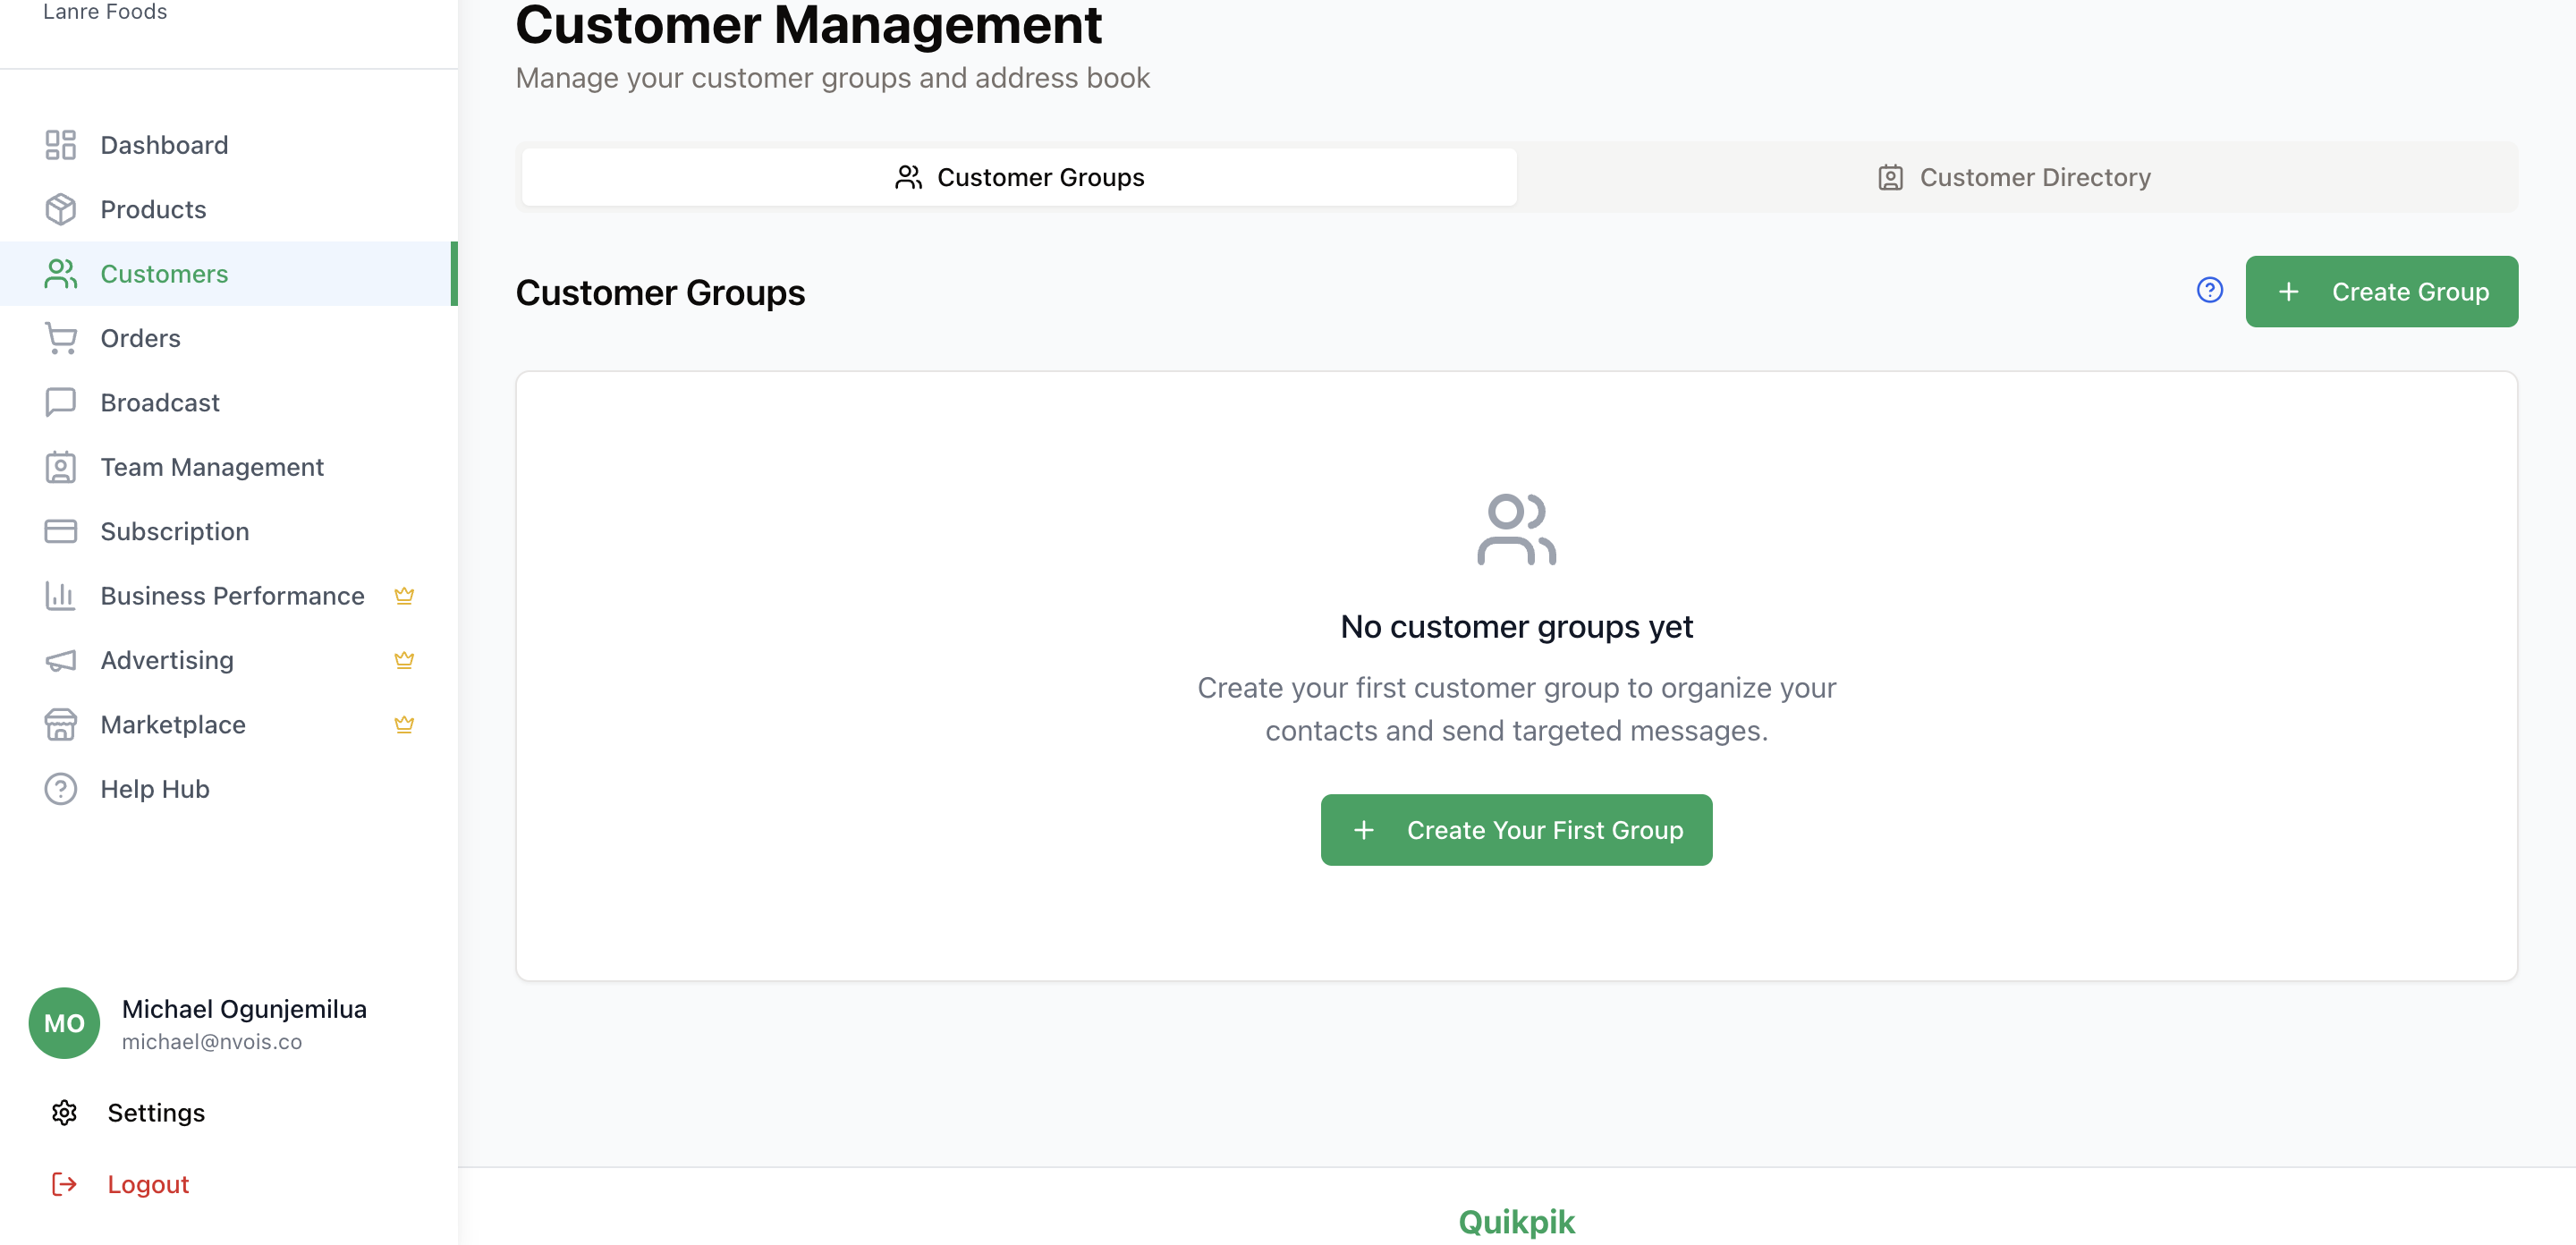 Lanre Foods
Dashboard
Products
Customers
Orders
Broadcast
Team Management
Subscription
Business Performance
Advertising
Marketplace
Help Hub
MO
Michael Ogunjemilua
michael@nvois.co
Settings
Logout
Customer Management
Manage your customer groups and address book
Customer Groups
Customer Directory
Customer Groups
? + Create Group
No customer groups yet
Create your first customer group to organize your
contacts and send targeted messages.
+ Create Your First Group
Quikpik